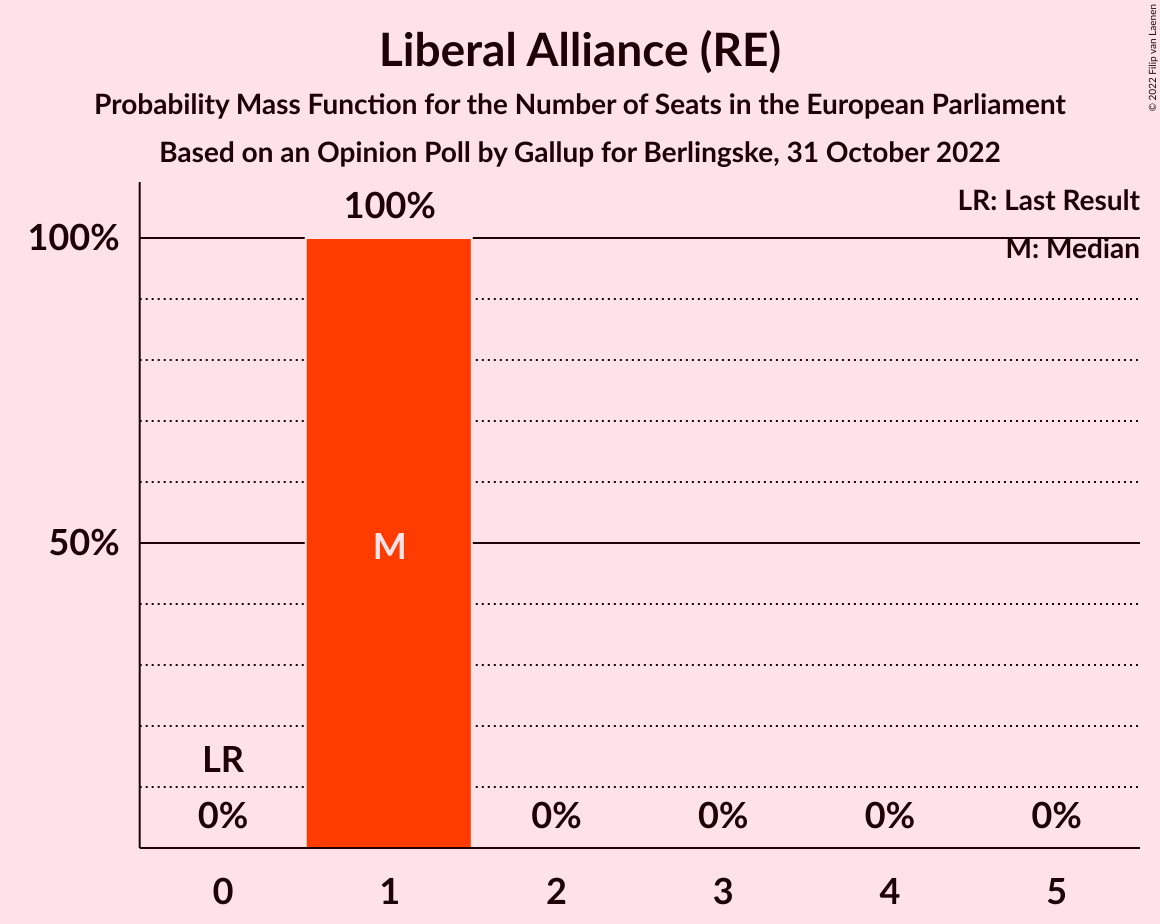 Liberal Alliance (RE)
Probability Mass Function for the Number of Seats in the European Parliament
Based on an Opinion Poll by Gallup for Berlingske, 31 October 2022
© 2022 Filip van Laenen
LR: Last Result
M: Median
100%
100%
50%
M
LR
0%
0%
0%
0%
0%
0
1
2
3
4
5